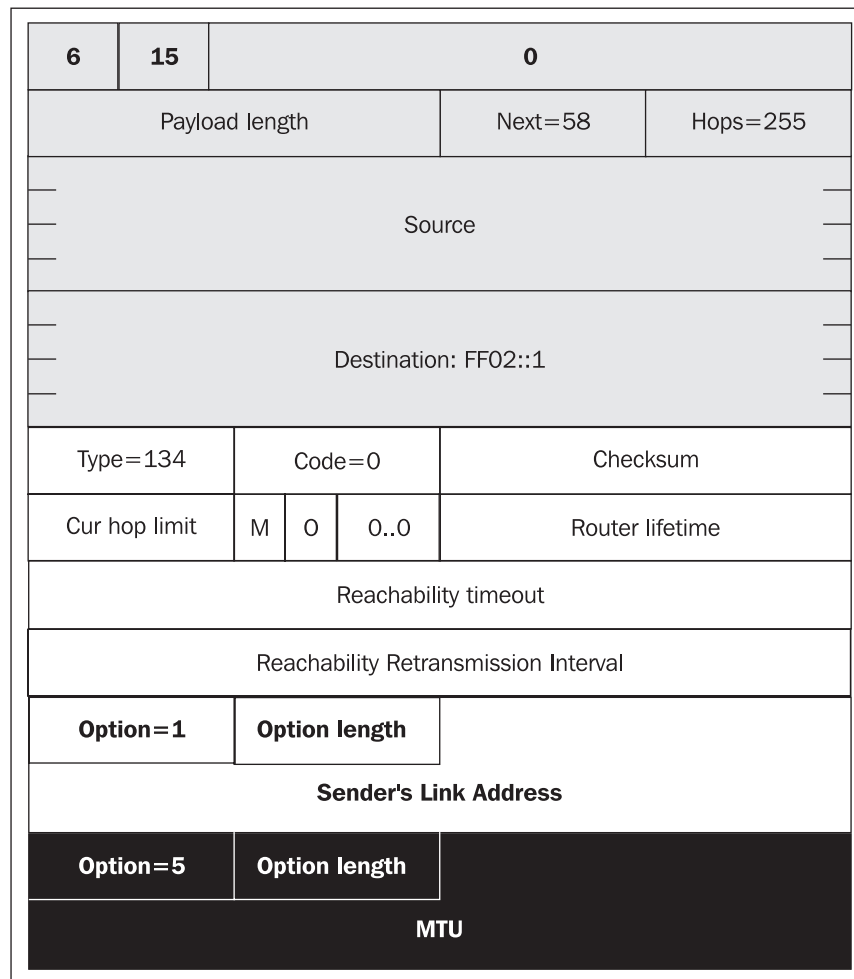 6 15 0
Payload length Next=58 Hops=255
Source
Destination: FF02::1
Type=134 Code=0 Checksum
Cur hop limit M O 0..0 Router lifetime
Reachability timeout
Reachability Retransmission Interval
Option=1 Option length
Sender's Link Address
Option=5 Option length
MTU